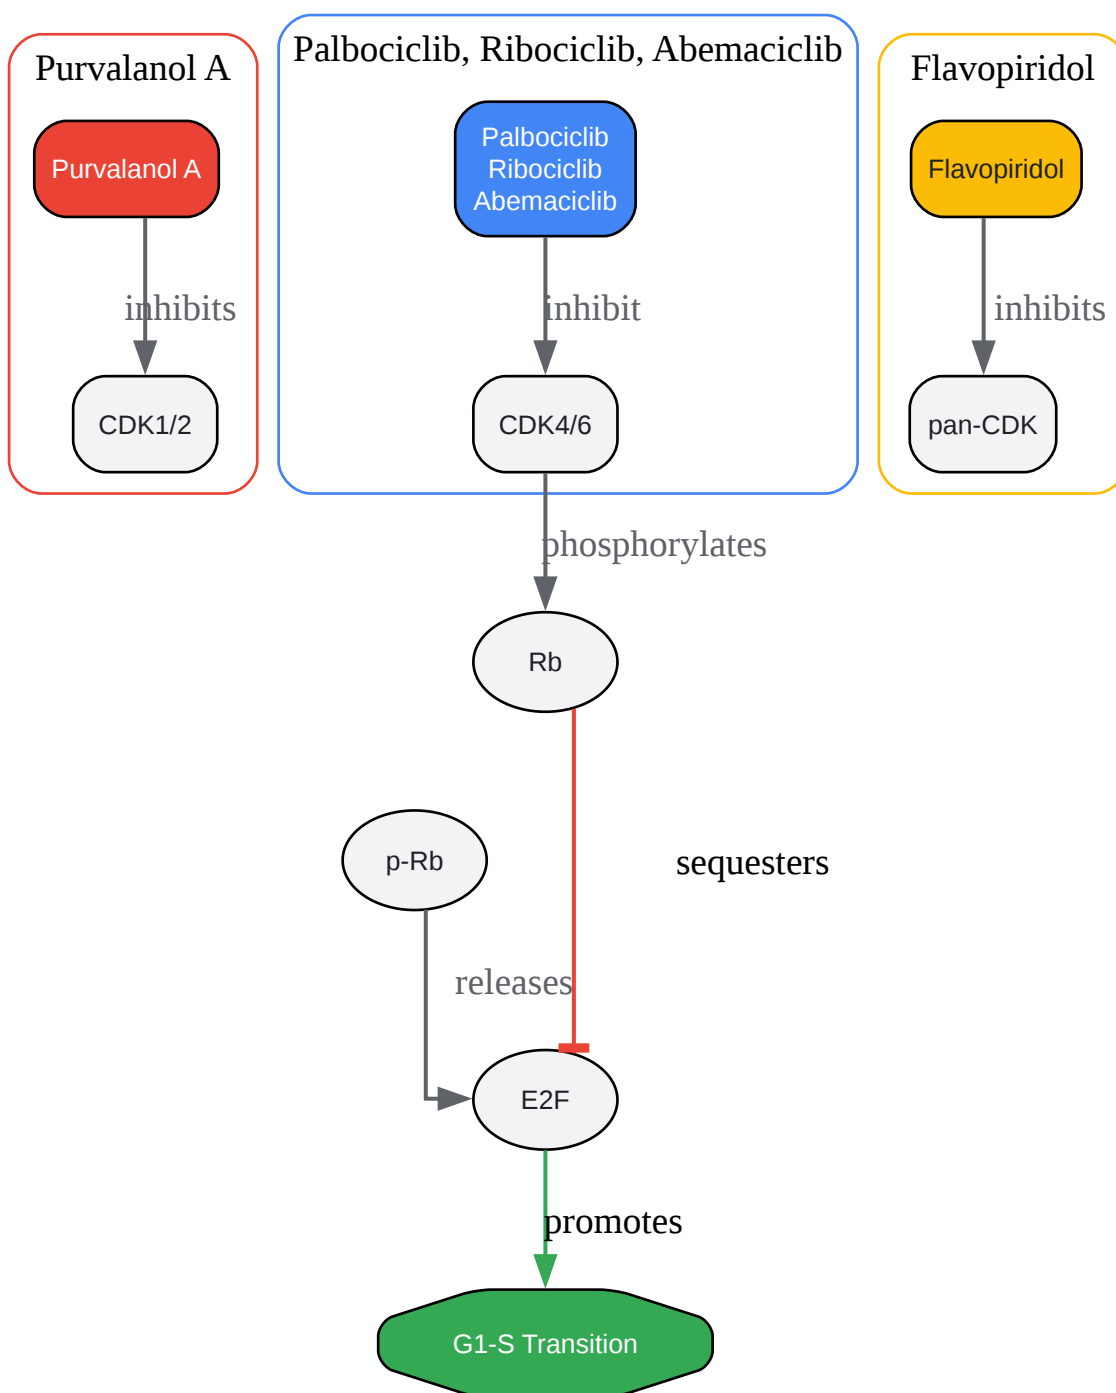 Purvalanol A
Palbociclib, Ribociclib, Abemaciclib
Flavopiridol
Purvalanol A
Palbociclib
Ribociclib
Abemaciclib
Flavopiridol
inhibits
inhibit
inhibits
CDK1/2
CDK4/6
pan-CDK
phosphorylates
Rb
p-Rb
sequesters
releases
E2F
promotes
G1-S Transition